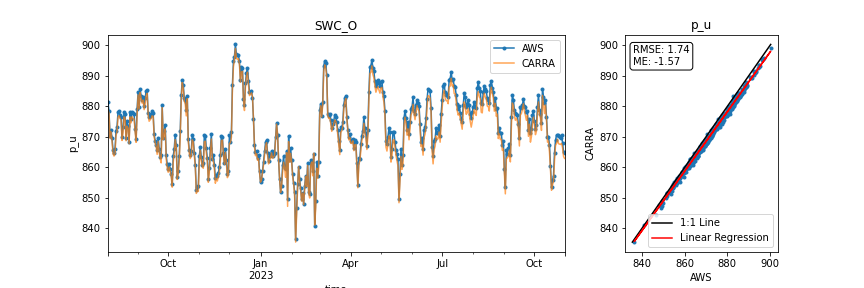 SWC_O
p_u
900
890
880
870
860
850
840
p_u
AWS
CARRA
Oct
Jan
2023
Apr
Jul
Oct
time
p_u
900
890
880
870
860
850
840
CARRA
RMSE: 1.74
ME: -1.57
1:1 Line
Linear Regression
840
860
880
900
AWS